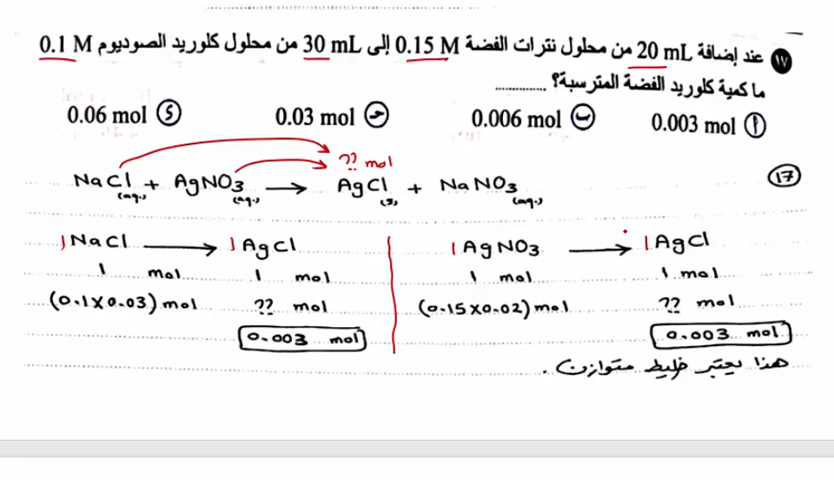 ١٧ عند إضافة 20 mL من محلول نترات الفضة 0.15 M إلى 30 mL من محلول كلوريد الصوديوم 0.1 M
ما كمية كلوريد الفضة المترسبة؟ ..............
أ 0.003 mol ب 0.006 mol ج 0.03 mol د 0.06 mol
?? mol
NaCl(aq.) + AgNO3(aq.) → AgCl(s) + NaNO3(aq.) ١٧
1 NaCl → 1 AgCl
1 mol 1 mol
(0.1×0.03) mol ?? mol
0.003 mol
1 AgNO3 → 1 AgCl
1 mol 1 mol
(0.15×0.02) mol ?? mol
0.003 mol
هذا يعتبر خليط متوازن .